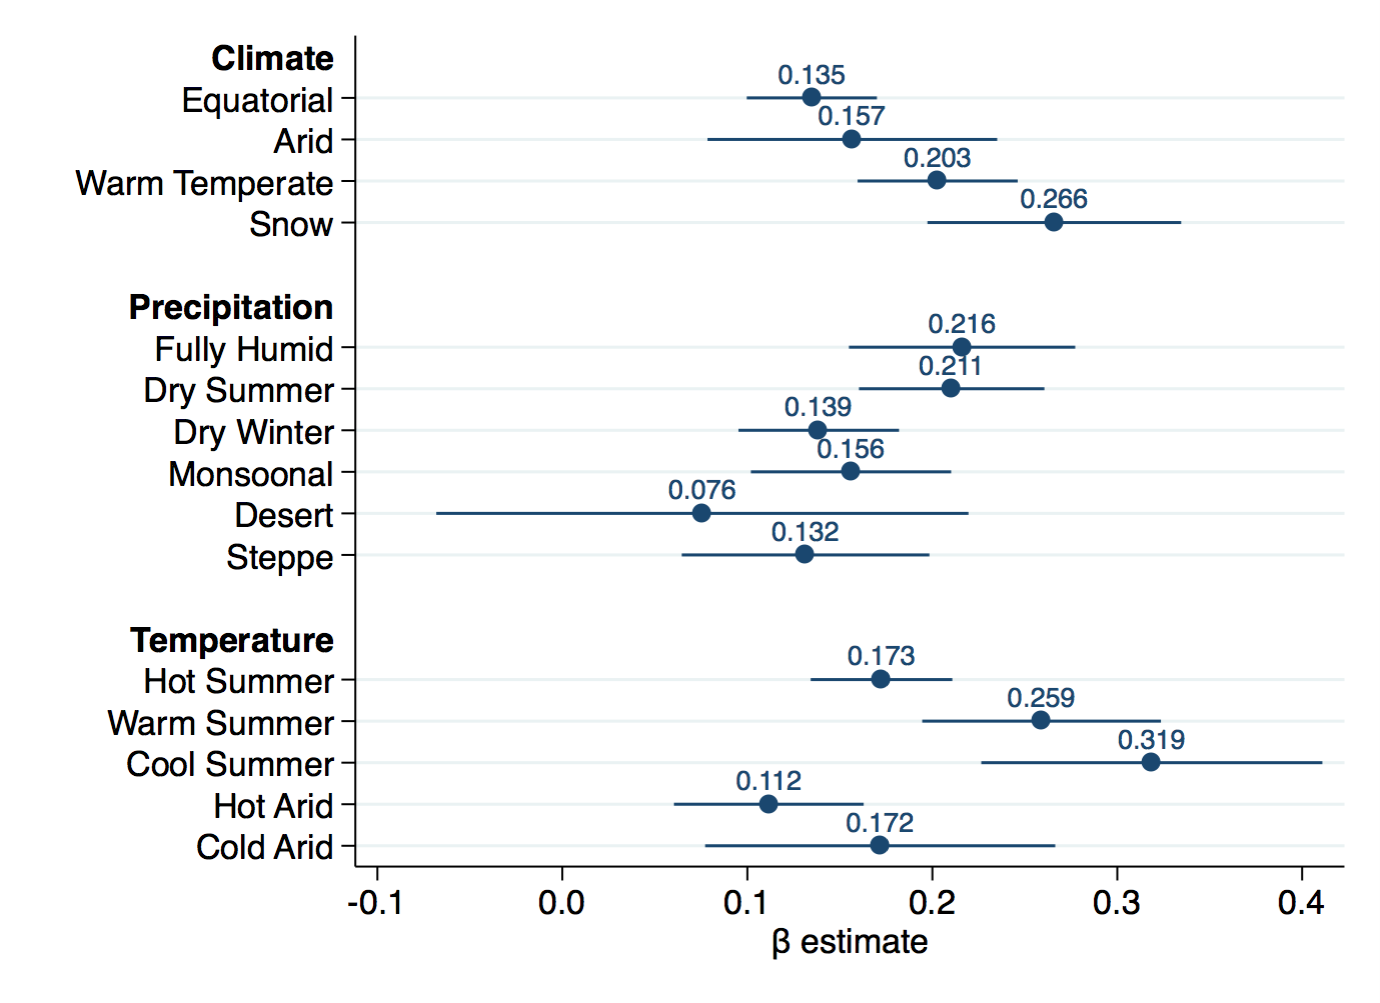 Climate
0.135
Equatorial
0.157
Arid
0.203
Warm Temperate
0.266
Snow
Precipitation
0.216
Fully Humid
0.211
Dry Summer
0.139
Dry Winter
0.156
Monsoonal
0.076
Desert
0.132
Steppe
Temperature
0.173
Hot Summer
0.259
Warm Summer
0.319
Cool Summer
0.112
Hot Arid
0.172
Cold Arid
-0.1 0.0 0.1 0.2 0.3 0.4
β estimate